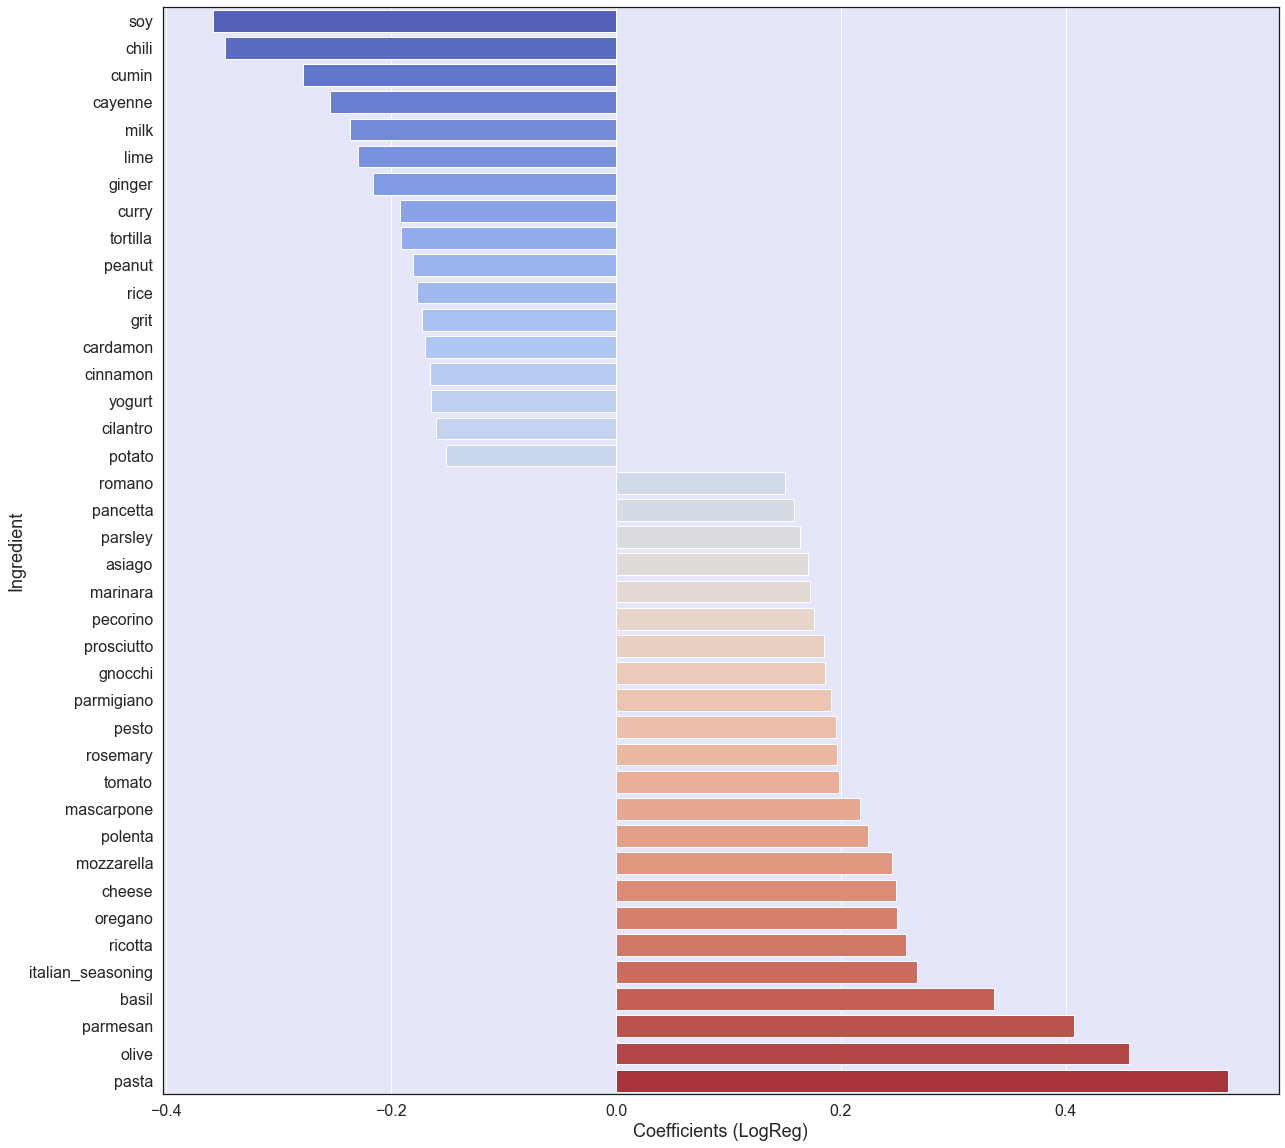 soy
chili
cumin
cayenne
milk
lime
ginger
curry
tortilla
peanut
rice
grit
cardamon
cinnamon
yogurt
cilantro
potato
romano
pancetta
parsley
asiago
marinara
pecorino
prosciutto
gnocchi
parmigiano
pesto
rosemary
tomato
mascarpone
polenta
mozzarella
cheese
oregano
ricotta
italian_seasoning
basil
parmesan
olive
pasta
Ingredient
−0.4 −0.2 0.0 0.2 0.4
Coefficients (LogReg)